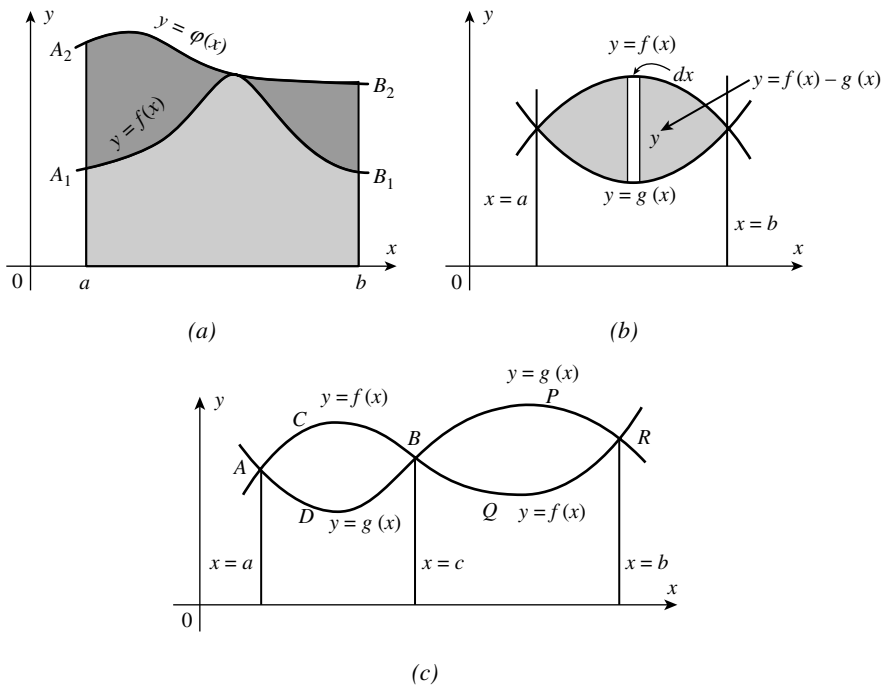 y
y
A₂
y = φ(x)
y = f(x)
B₂
A₁
B₁
x
0
a
b
(a)
y = f (x)
dx
y = f(x) – g (x)
y
y = g (x)
x = a
x = b
x
0
(b)
y
y = f (x)
y = g (x)
C
P
A
B
R
D
y = g (x)
Q
y = f (x)
x = a
x = c
x = b
x
0
(c)